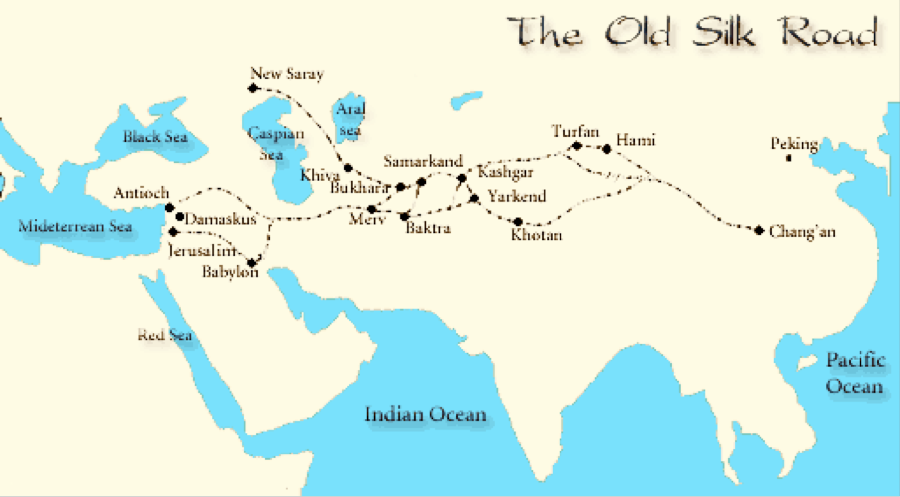 The Old Silk Road
New Saray
Aral
sea
Black Sea
Caspian
Sea
Turfan
Hami
Peking
Samarkand
Khiva
Kashgar
Bukhara
Antioch
Yarkend
Damaskus
Merv
Mideterrean Sea
Baktra
Khotan
Chang'an
Jerusalim
Babylon
Red Sea
Pacific
Ocean
Indian Ocean